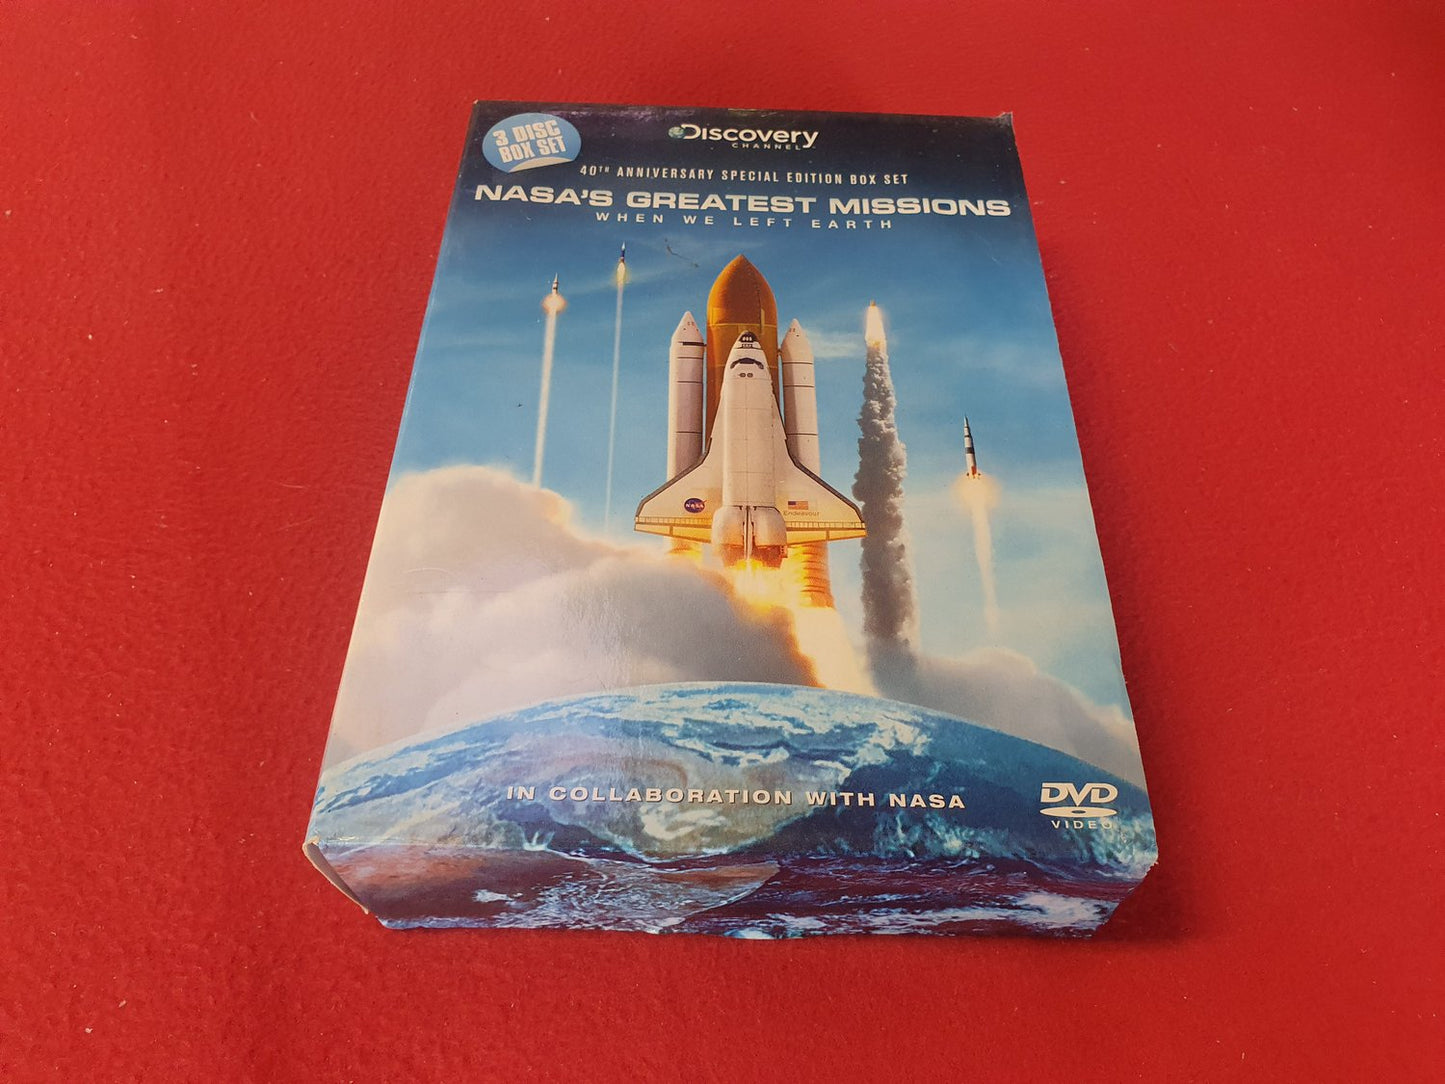 3 DISC
BOX SET
Discovery
CHANNEL
40TH ANNIVERSARY SPECIAL EDITION BOX SET
NASA'S GREATEST MISSIONS
WHEN WE LEFT EARTH
NASA
Endeavour
IN COLLABORATION WITH NASA
DVD
VIDEO